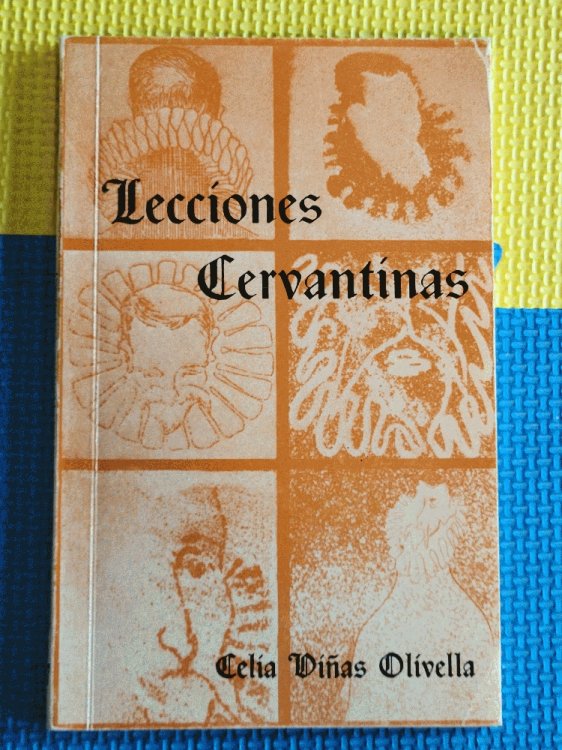 Lecciones
Cervantinas
Celia Viñas Olivella